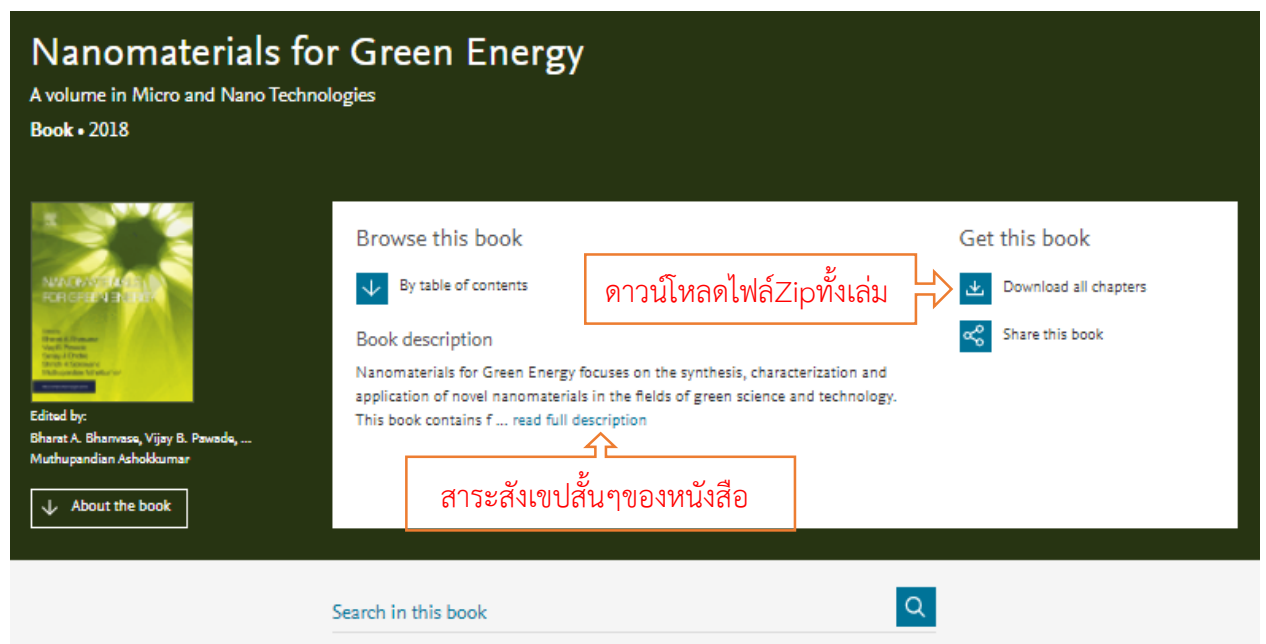 Nanomaterials for Green Energy
A volume in Micro and Nano Technologies
Book • 2018
NANOMATERIALS
FOR GREEN ENERGY
Edited by:
Bharat A. Bhanvase, Vijay B. Pawade, ...
Muthupandian Ashokkumar
About the book
Browse this book
By table of contents
Book description
Nanomaterials for Green Energy focuses on the synthesis, characterization and
application of novel nanomaterials in the fields of green science and technology.
This book contains f ... read full description
สาระสังเขปสั้นๆของหนังสือ
ดาวน์โหลดไฟล์Zipทั้งเล่ม
Get this book
Download all chapters
Share this book
Search in this book